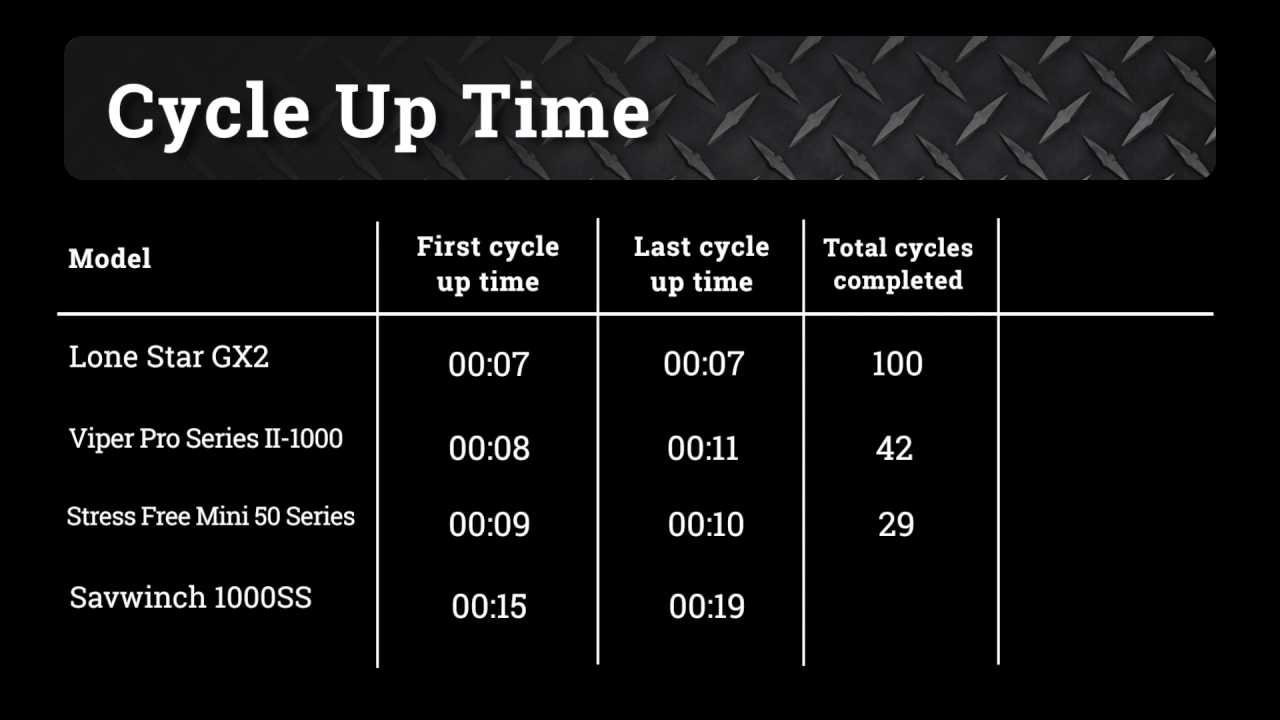 Cycle Up Time
Model
First cycle
up time
Last cycle
up time
Total cycles
completed
Lone Star GX2
00:07
00:07
100
Viper Pro Series II-1000
00:08
00:11
42
Stress Free Mini 50 Series
00:09
00:10
29
Savwinch 1000SS
00:15
00:19